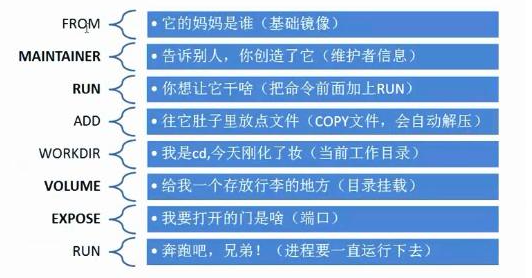 FROM • 它的妈妈是谁（基础镜像）
MAINTAINER • 告诉别人，你创造了它（维护者信息）
RUN • 你想让它干啥（把命令前面加上RUN）
ADD • 往它肚子里放点文件（COPY文件，会自动解压）
WORKDIR • 我是cd,今天刚化了妆（当前工作目录）
VOLUME • 给我一个存放行李的地方（目录挂载）
EXPOSE • 我要打开的门是啥（端口）
RUN • 奔跑吧，兄弟！（进程要一直运行下去）